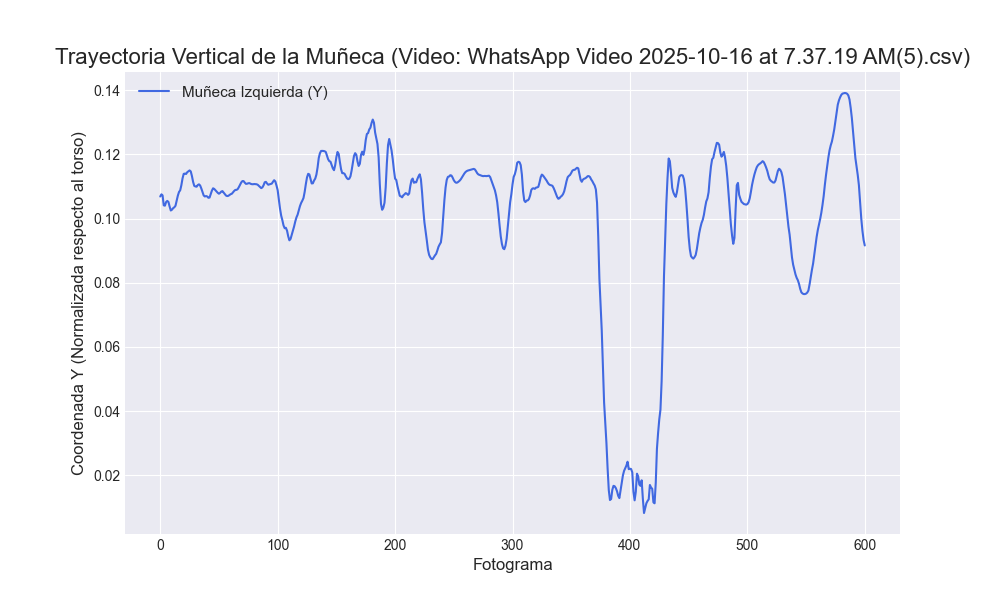 Trayectoria Vertical de la Muñeca (Video: WhatsApp Video 2025-10-16 at 7.37.19 AM(5).csv)
Muñeca Izquierda (Y)
Coordenada Y (Normalizada respecto al torso)
0.14
0.12
0.10
0.08
0.06
0.04
0.02
0 100 200 300 400 500 600
Fotograma